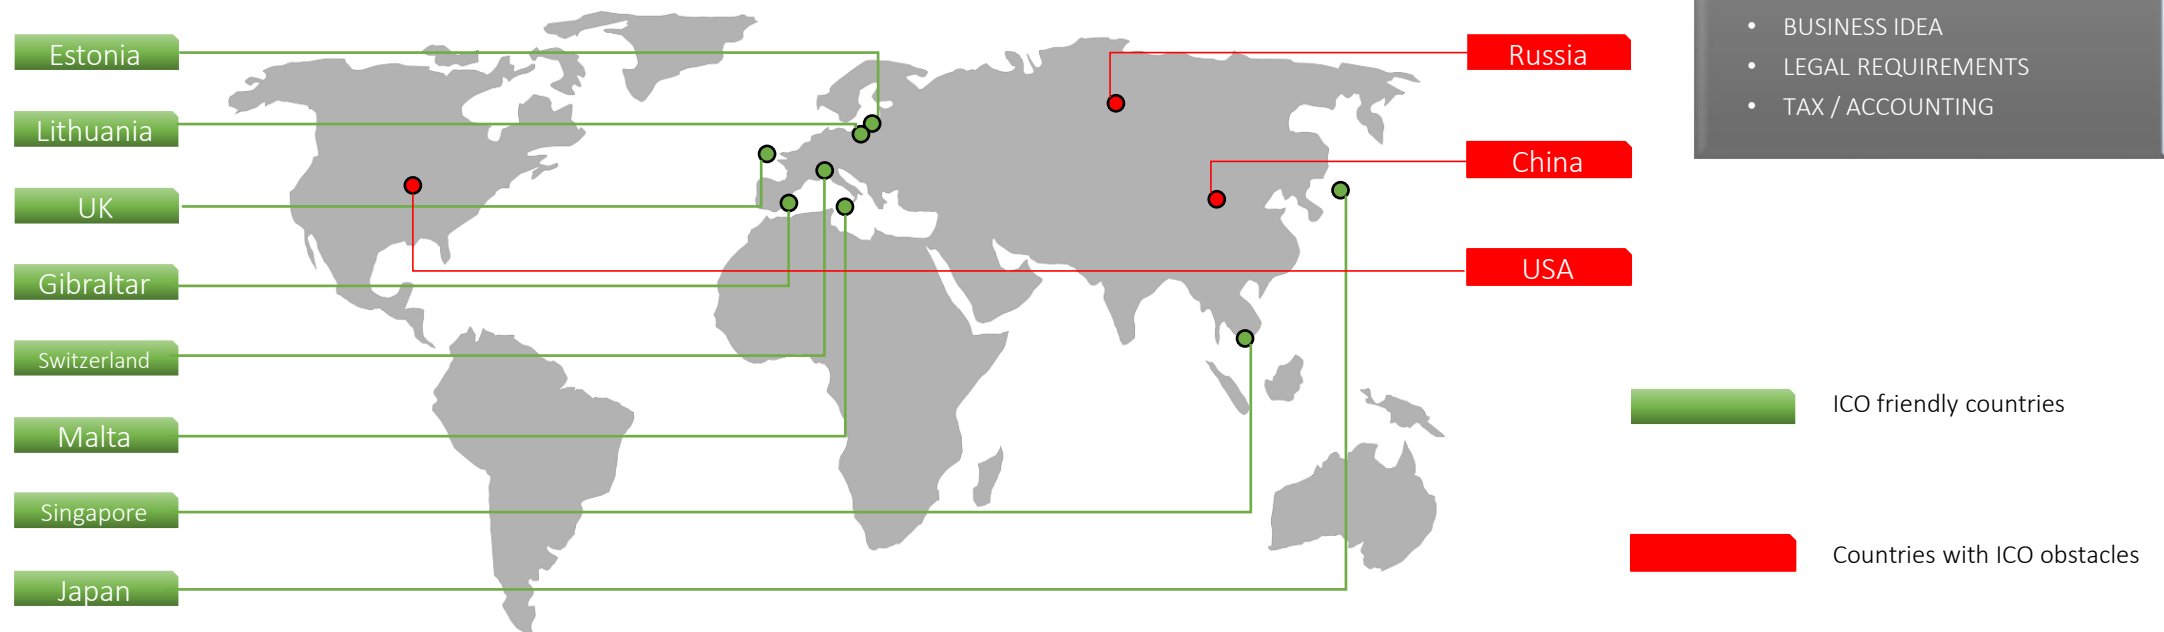 Estonia
Lithuania
UK
Gibraltar
Switzerland
Malta
Singapore
Japan
Russia
China
USA
• BUSINESS IDEA
• LEGAL REQUIREMENTS
• TAX / ACCOUNTING
ICO friendly countries
Countries with ICO obstacles